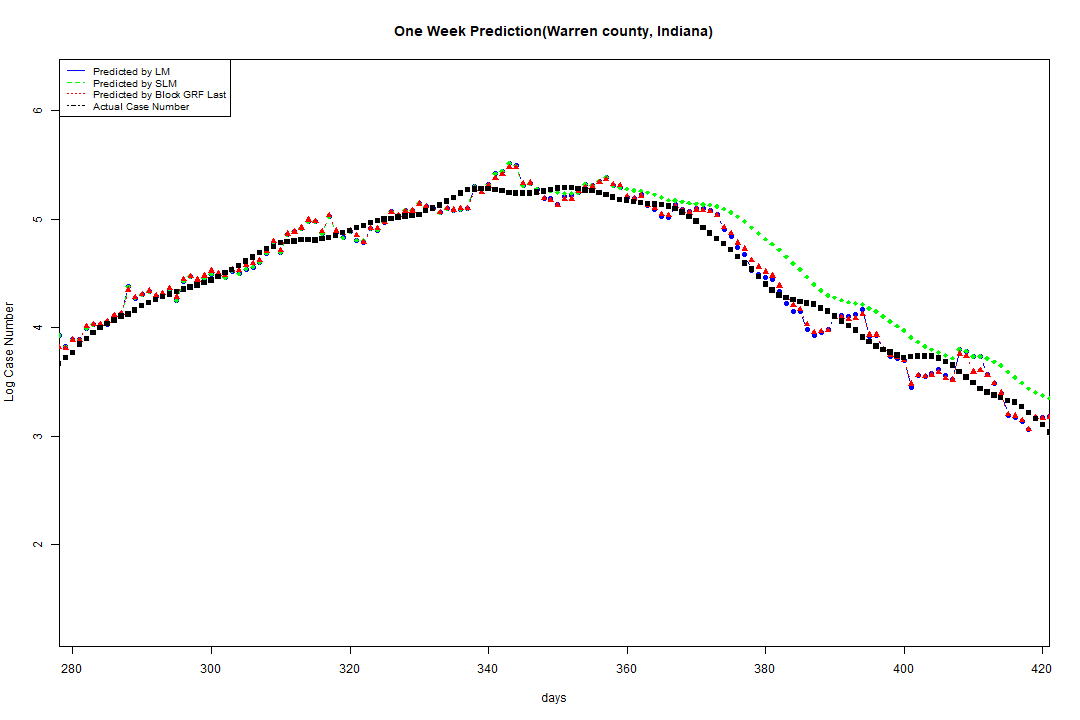 One Week Prediction(Warren county, Indiana)
Predicted by LM
Predicted by SLM
Predicted by Block GRF Last
Actual Case Number
6
5
4
3
2
Log Case Number
280 300 320 340 360 380 400 420
days